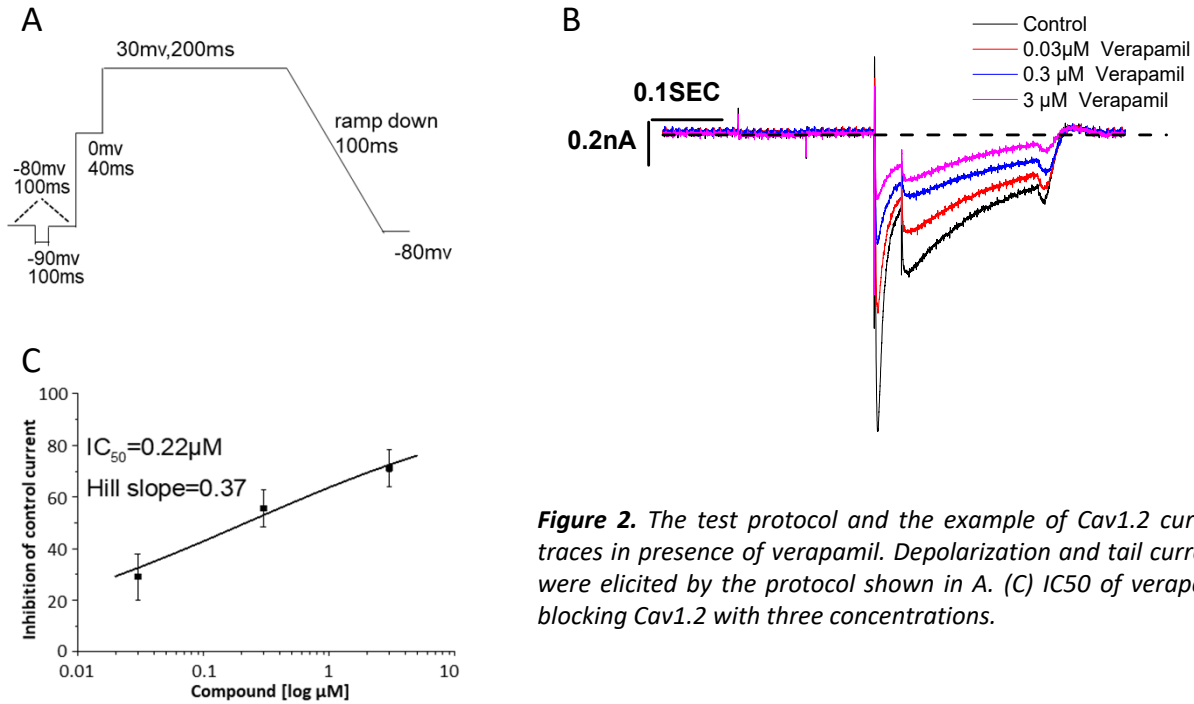 A
30mv,200ms
0mv
40ms
-80mv
100ms
-90mv
100ms
ramp down
100ms
-80mv
B
Control
0.03µM Verapamil
0.3 µM Verapamil
3 µM Verapamil
0.1SEC
0.2nA
C
IC50=0.22µM
Hill slope=0.37
Inhibition of control current
100
80
60
40
20
0
0.01
0.1
1
10
Compound [log µM]
Figure 2. The test protocol and the example of Cav1.2 cur
traces in presence of verapamil. Depolarization and tail curre
were elicited by the protocol shown in A. (C) IC50 of verapa
blocking Cav1.2 with three concentrations.